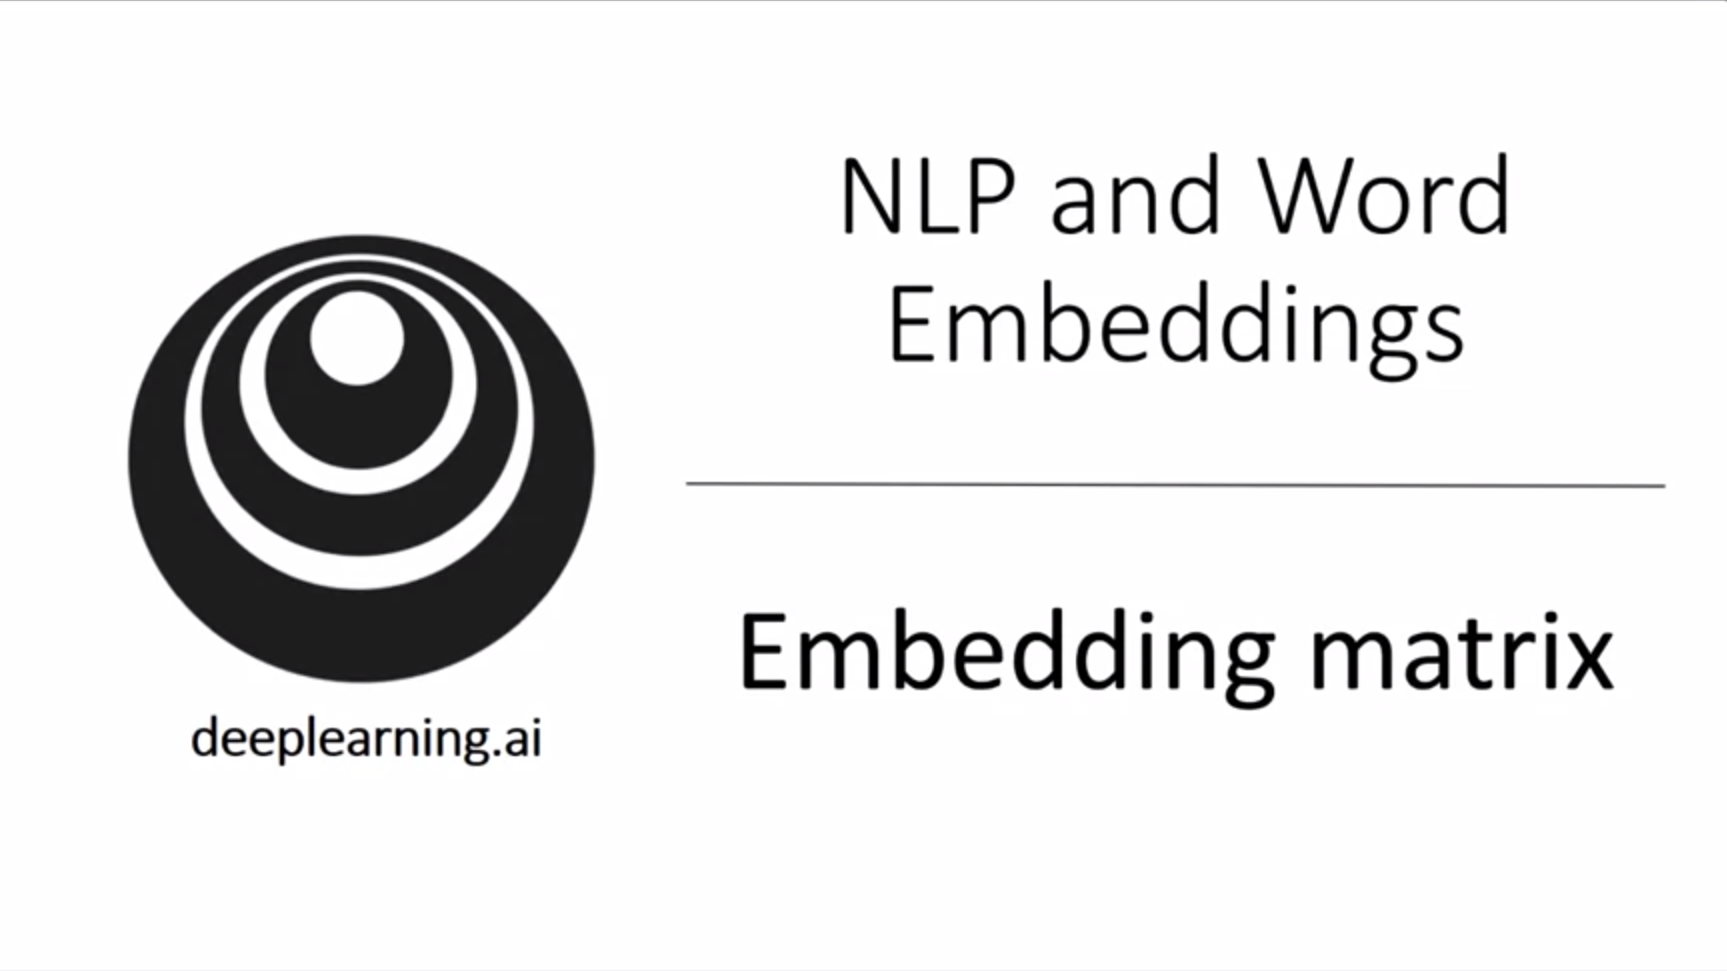 NLP and Word
Embeddings
Embedding matrix
deeplearning.ai